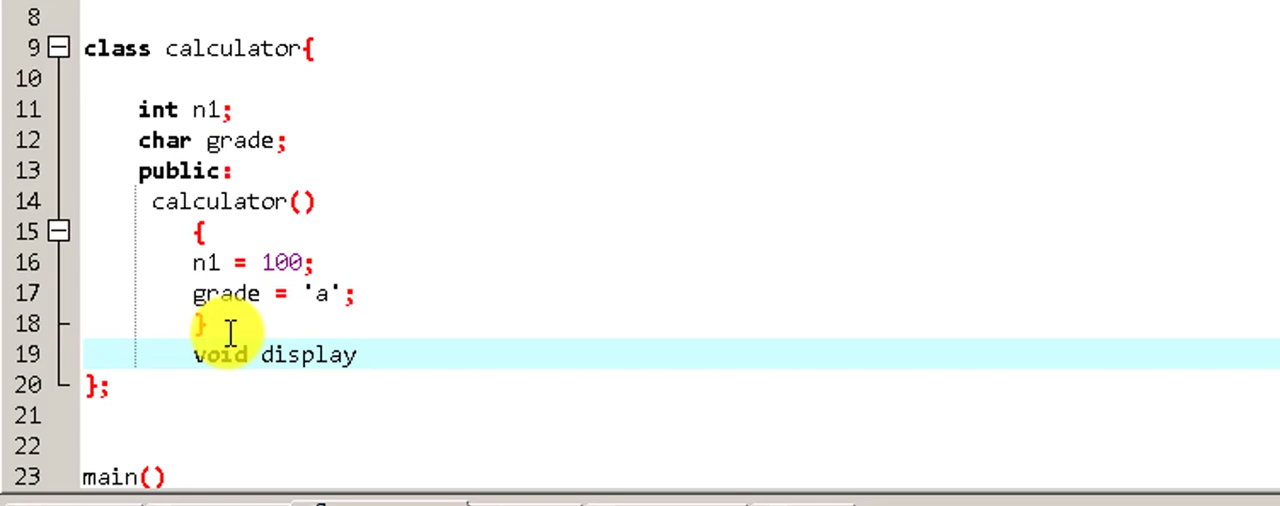 8
9 class calculator{
10
11 int n1;
12 char grade;
13 public:
14 calculator()
15 {
16 n1 = 100;
17 grade = 'a';
18 }
19 void display
20 };
21
22
23 main()